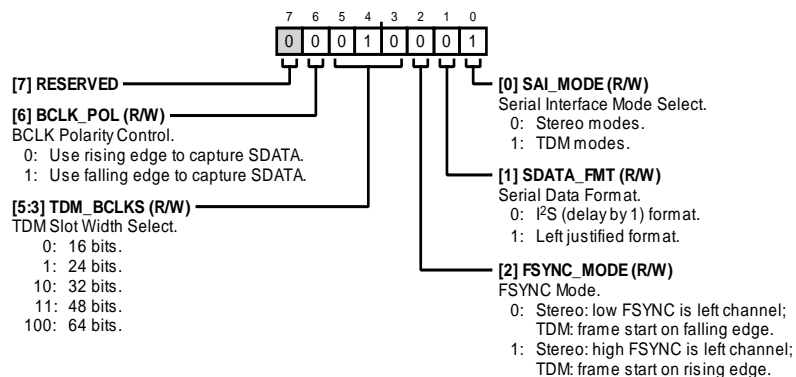 7 6 5 4 3 2 1 0
0 0 0 1 0 0 0 1
[7] RESERVED
[6] BCLK_POL (R/W)
BCLK Polarity Control.
0: Use rising edge to capture SDATA.
1: Use falling edge to capture SDATA.
[5:3] TDM_BCLKS (R/W)
TDM Slot Width Select.
0: 16 bits.
1: 24 bits.
10: 32 bits.
11: 48 bits.
100: 64 bits.
[0] SAI_MODE (R/W)
Serial Interface Mode Select.
0: Stereo modes.
1: TDM modes.
[1] SDATA_FMT (R/W)
Serial Data Format.
0: I²S (delay by 1) format.
1: Left justified format.
[2] FSYNC_MODE (R/W)
FSYNC Mode.
0: Stereo: low FSYNC is left channel;
TDM: frame start on falling edge.
1: Stereo: high FSYNC is left channel;
TDM: frame start on rising edge.